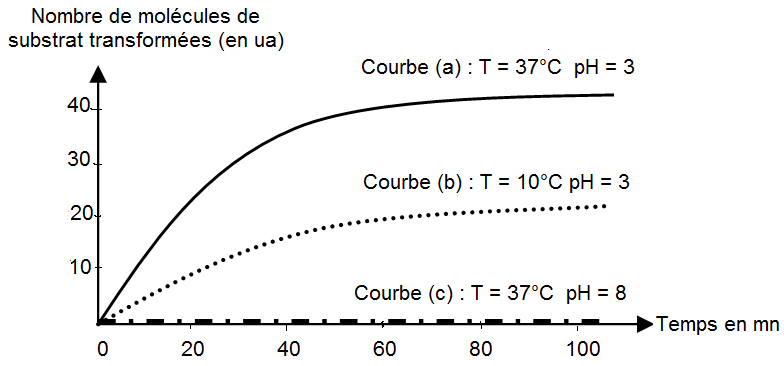 Nombre de molécules de
substrat transformées (en ua)
Courbe (a) : T = 37°C pH = 3
40
30
Courbe (b) : T = 10°C pH = 3
20
10
Courbe (c) : T = 37°C pH = 8
Temps en mn
0 20 40 60 80 100